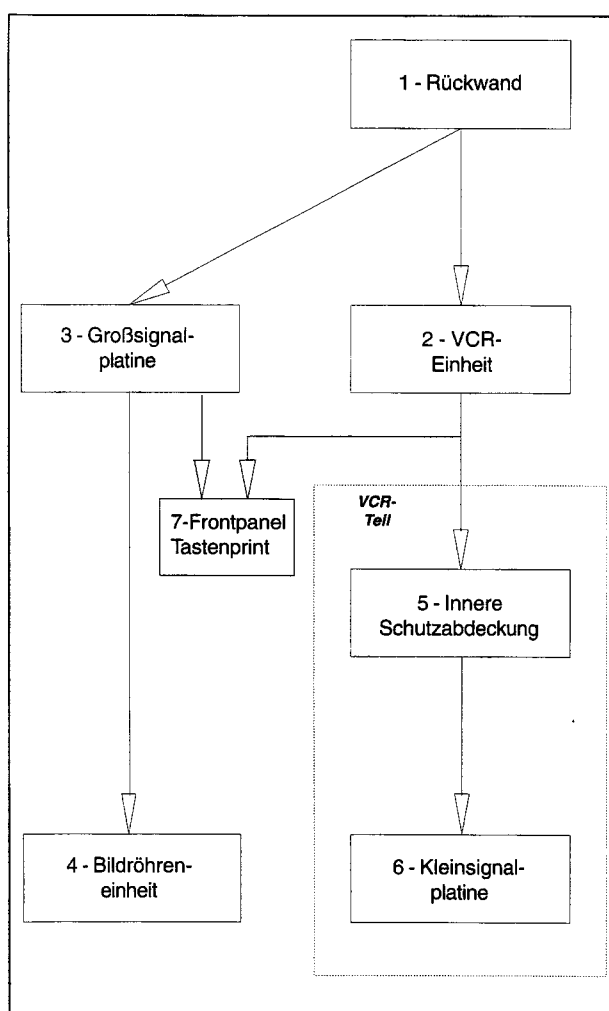 1 - Rückwand
3 - Großsignal-
platine
2 - VCR-
Einheit
7-Frontpanel
Tastenprint
VCR-
Teil
5 - Innere
Schutzabdeckung
4 - Bildröhren-
einheit
6 - Kleinsignal-
platine